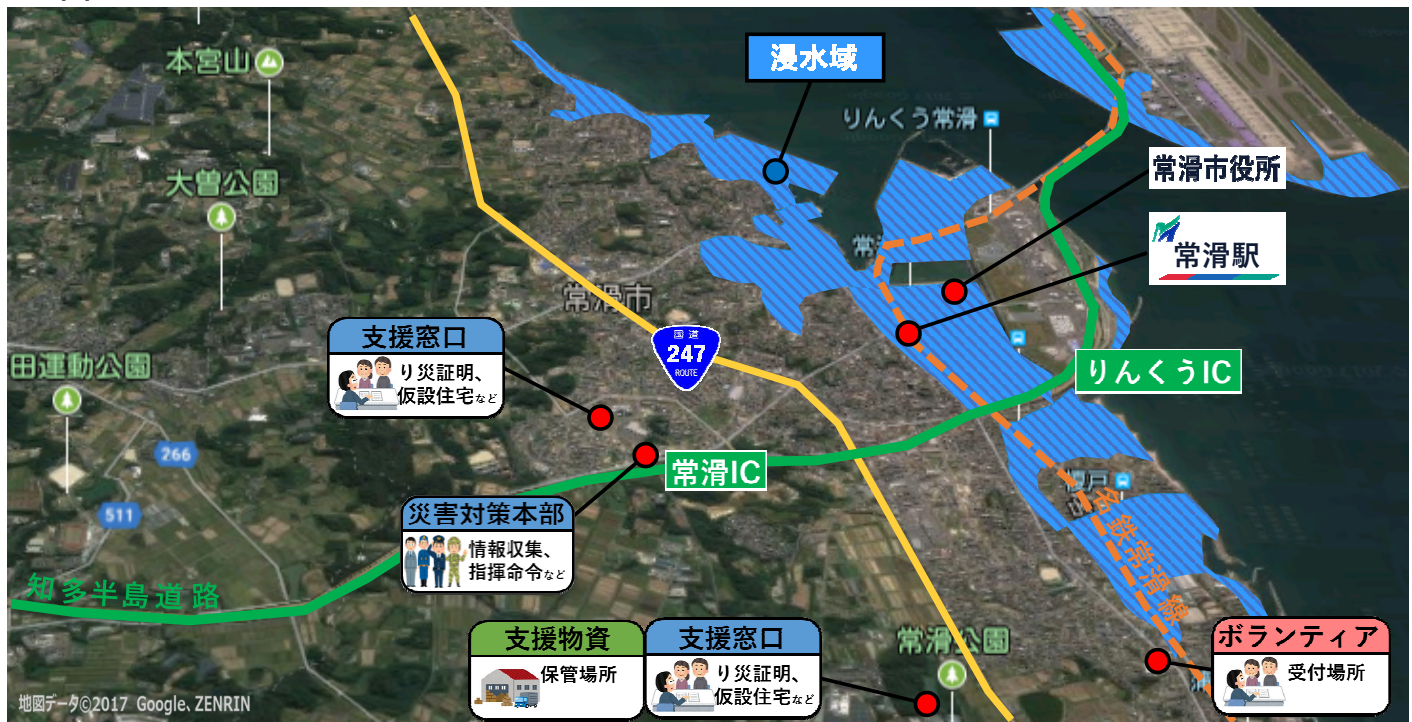 本宮山
浸水域
りんくう常滑
大曽公園
常滑市役所
常滑駅
常滑市
支援窓口
り災証明、
仮設住宅など
国道
247
ROUTE
田運動公園
りんくうIC
266
常滑IC
511
災害対策本部
情報収集、
指揮命令など
名鉄常滑線
知多半島道路
支援物資
保管場所
支援窓口
り災証明、
仮設住宅など
常滑公園
ボランティア
受付場所
地図データ©2017 Google、ZENRIN